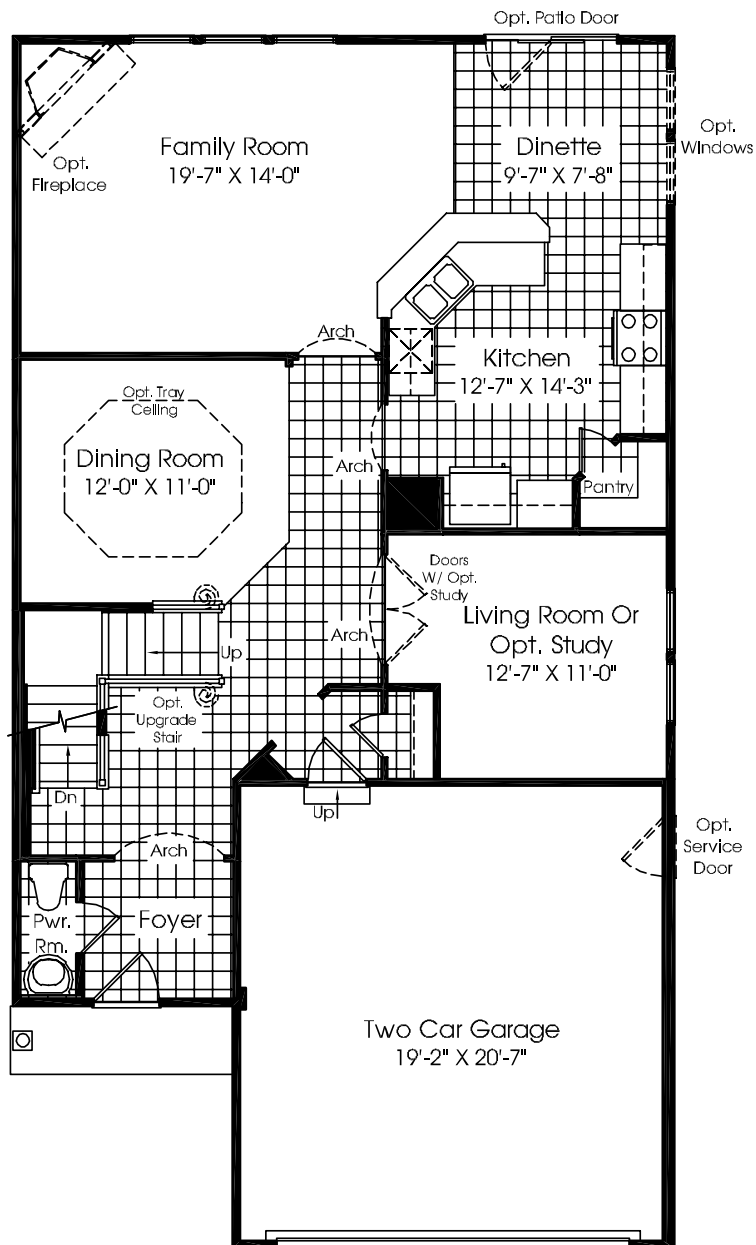 Opt. Patio Door
Family Room
19'-7" X 14'-0"
Opt.
Fireplace
Dinette
9'-7" X 7'-8"
Opt.
Windows
Arch
Kitchen
12'-7" X 14'-3"
Opt. Tray
Ceiling
Dining Room
12'-0" X 11'-0"
Arch
Pantry
Doors
W/ Opt.
Study
Living Room Or
Opt. Study
12'-7" X 11'-0"
Arch
Up
Opt.
Upgrade
Stair
Dn
Up
Opt.
Service
Door
Arch
Pwr.
Rm.
Foyer
Two Car Garage
19'-2" X 20'-7"